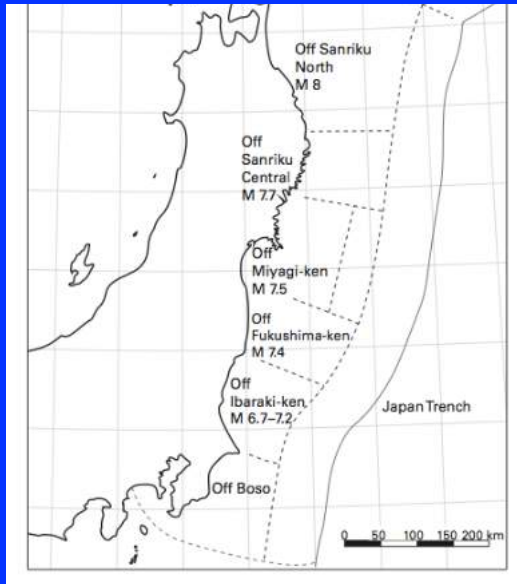 Off Sanriku
North
M 8
Off
Sanriku
Central
M 7.7
Off
Miyagi-ken
M 7.5
Off
Fukushima-ken
M 7.4
Off
Ibaraki-ken
M 6.7–7.2
Japan Trench
Off Boso
0 50 100 150 200 km